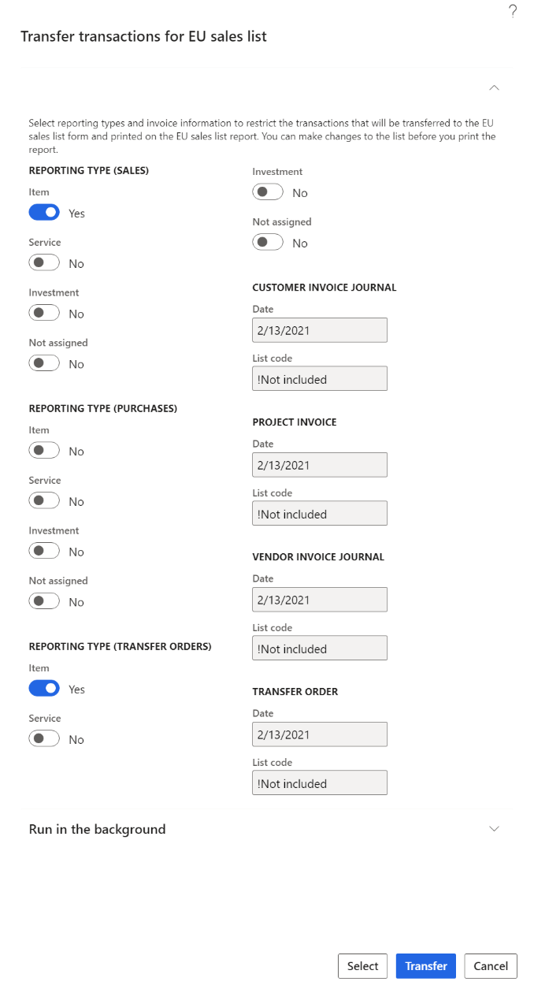 ?
Transfer transactions for EU sales list
Select reporting types and invoice information to restrict the transactions that will be transferred to the EU
sales list form and printed on the EU sales list report. You can make changes to the list before you print the
report.
REPORTING TYPE (SALES)
Item
Yes
Service
No
Investment
No
Not assigned
No
REPORTING TYPE (PURCHASES)
Item
No
Service
No
Investment
No
Not assigned
No
REPORTING TYPE (TRANSFER ORDERS)
Item
Yes
Service
No
Investment
No
Not assigned
No
CUSTOMER INVOICE JOURNAL
Date
2/13/2021
List code
!Not included
PROJECT INVOICE
Date
2/13/2021
List code
!Not included
VENDOR INVOICE JOURNAL
Date
2/13/2021
List code
!Not included
TRANSFER ORDER
Date
2/13/2021
List code
!Not included
Run in the background
Select
Transfer
Cancel